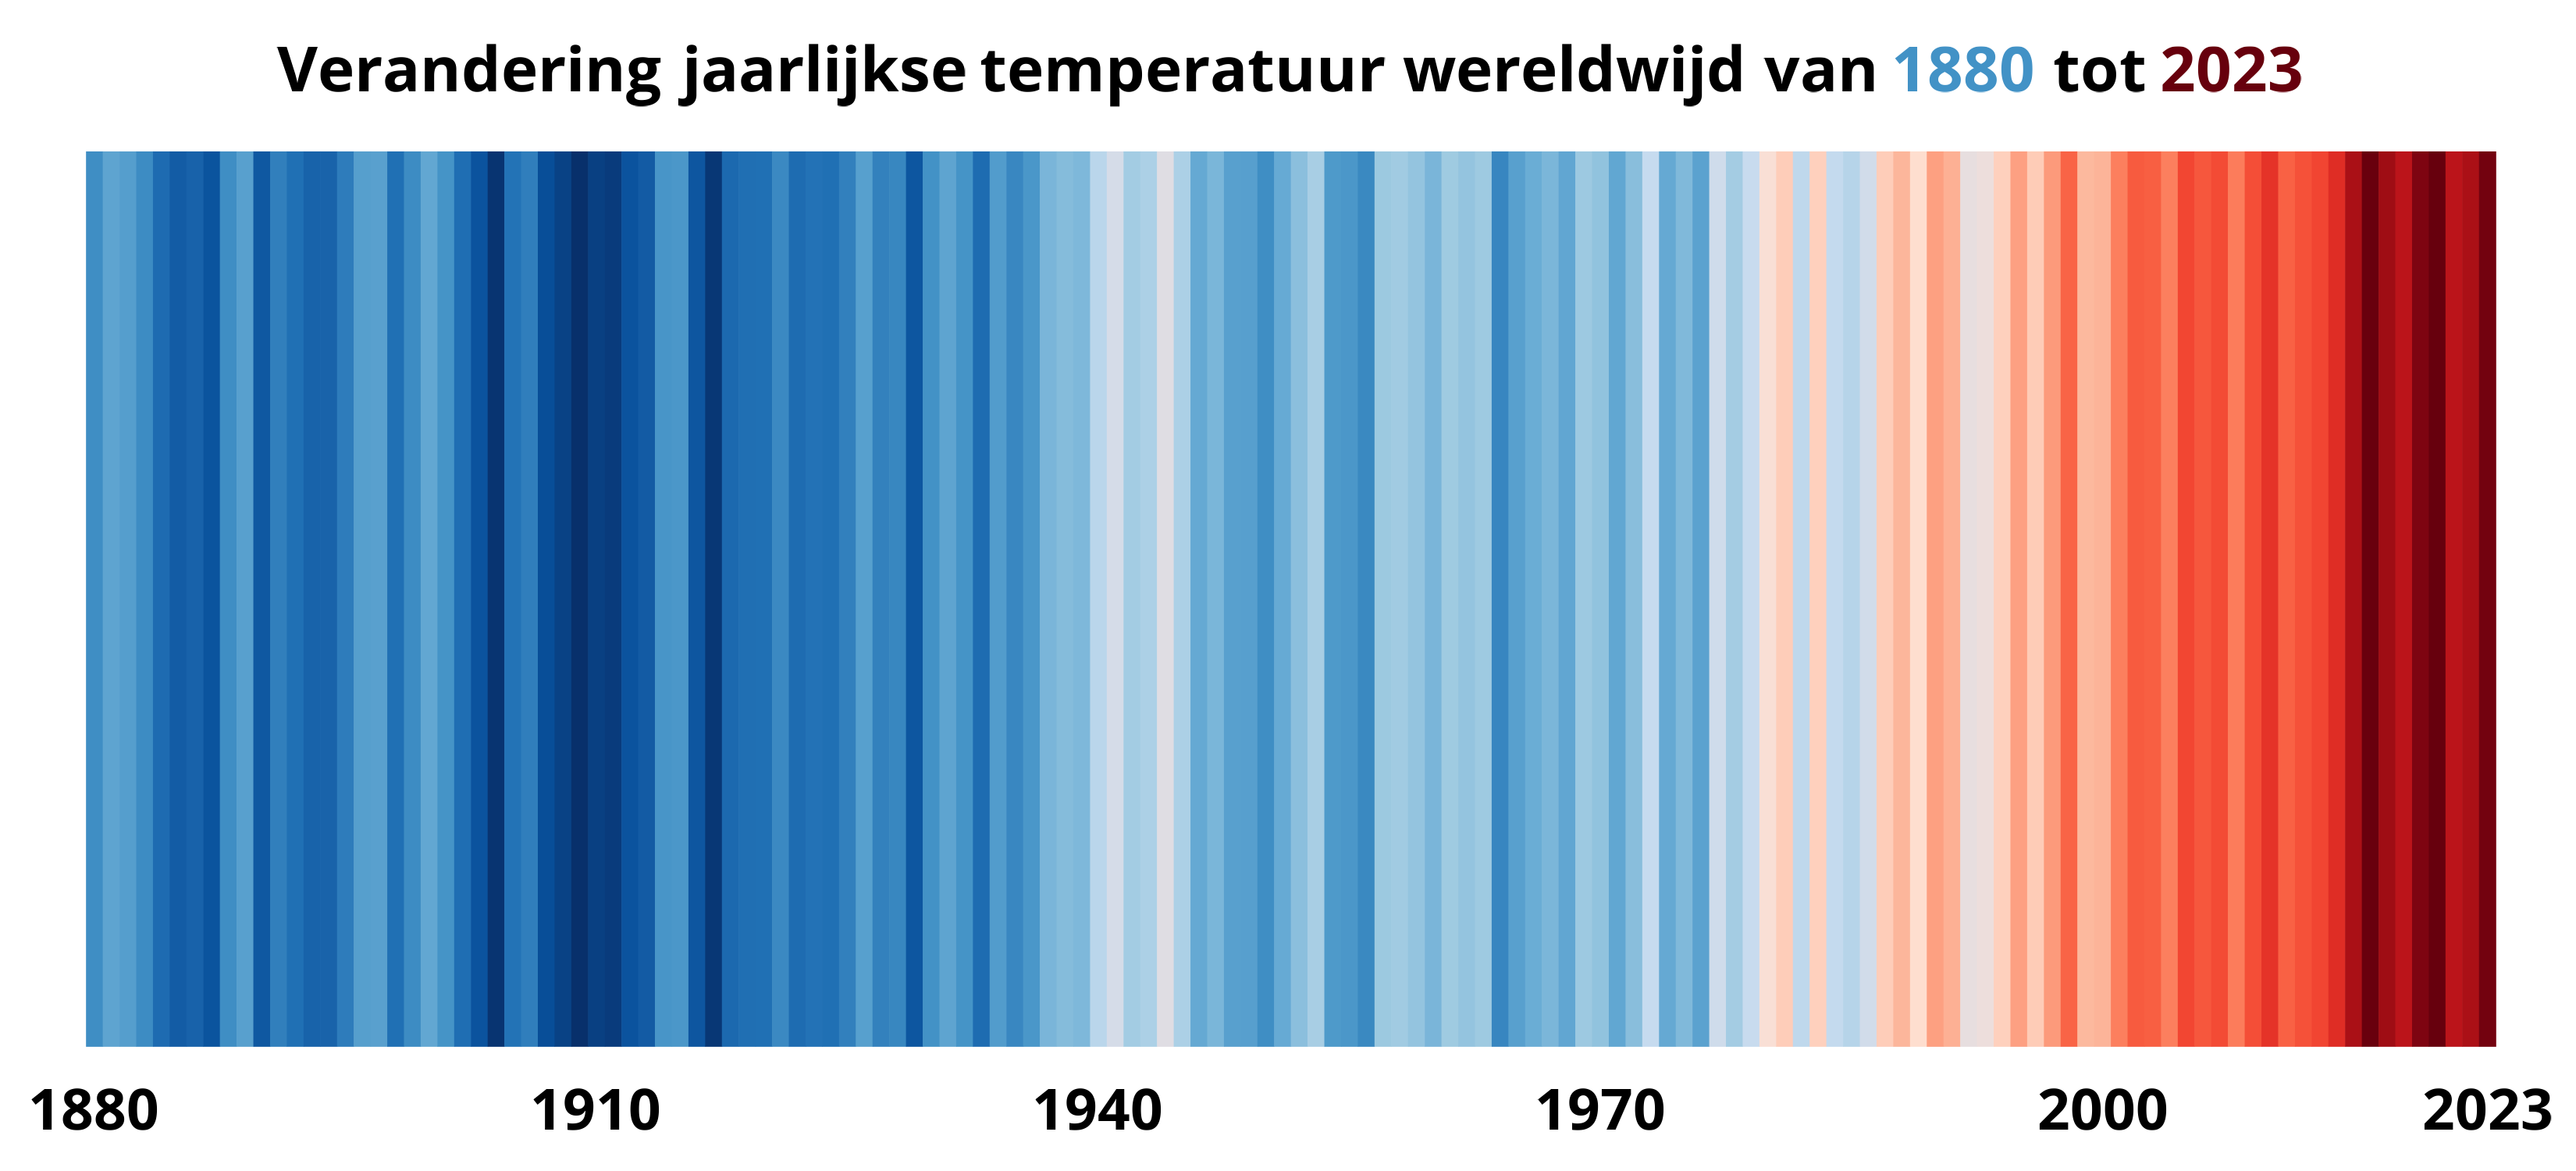 Verandering jaarlijkse temperatuur wereldwijd van 1880 tot 2023
1880 1910 1940 1970 2000 2023